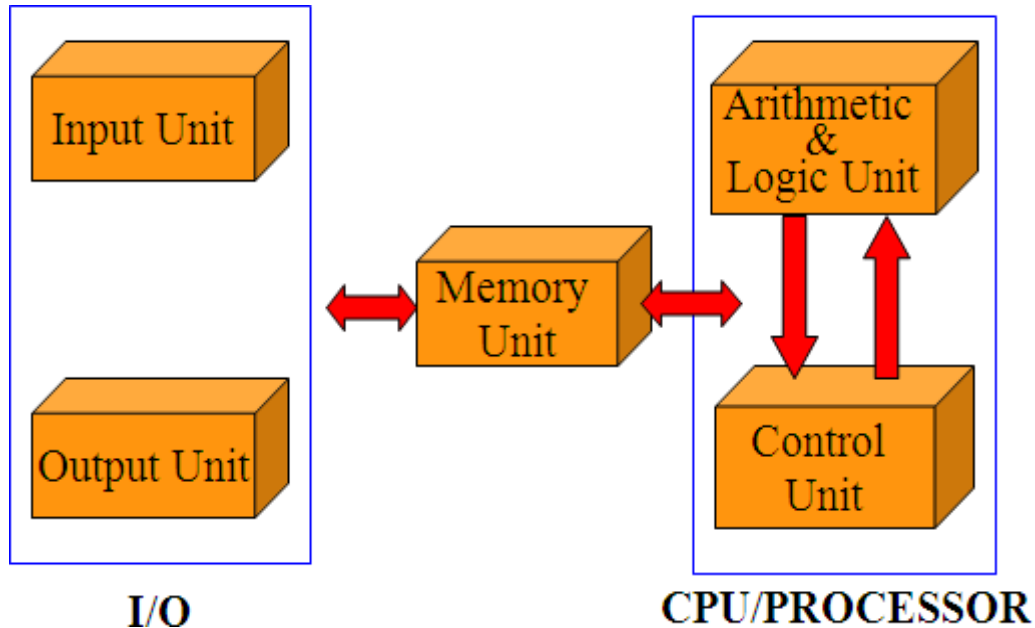 Input Unit
Output Unit
I/O
Memory
Unit
Arithmetic
&
Logic Unit
Control
Unit
CPU/PROCESSOR